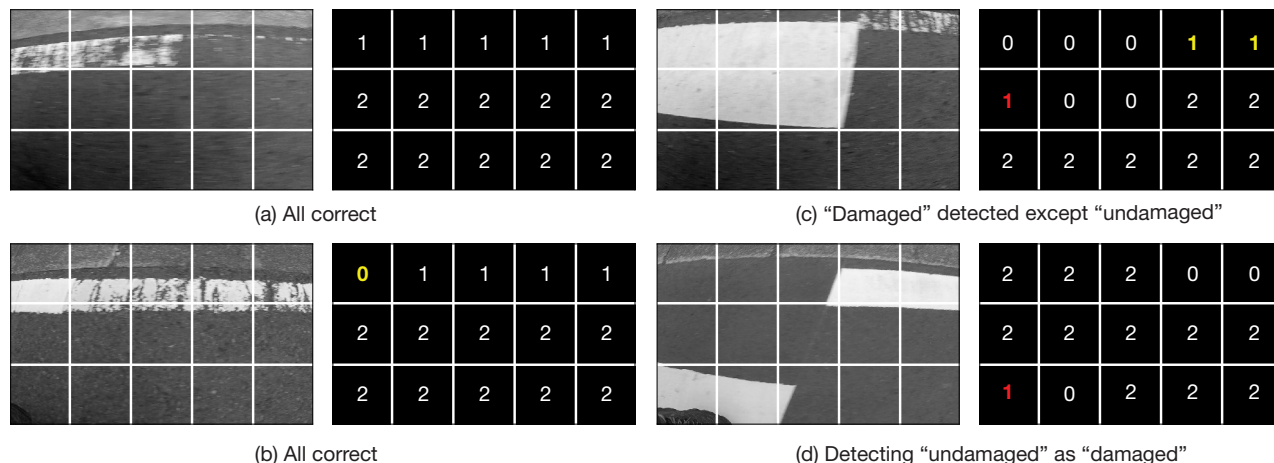 1 1 1 1 1
2 2 2 2 2
2 2 2 2 2
(a) All correct
0 0 0 1 1
1 0 0 2 2
2 2 2 2 2
(c) “Damaged” detected except “undamaged”
0 1 1 1 1
2 2 2 2 2
2 2 2 2 2
(b) All correct
2 2 2 0 0
2 2 2 2 2
1 0 2 2 2
(d) Detecting “undamaged” as “damaged”